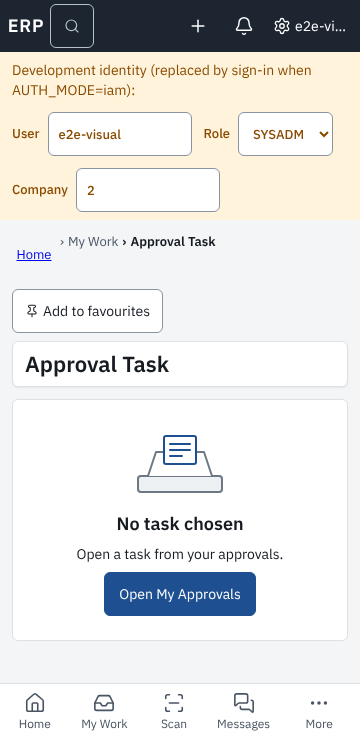 ERP
e2e-vi...
Development identity (replaced by sign-in when
AUTH_MODE=iam):
User e2e-visual Role SYSADM
Company 2
Home › My Work › Approval Task
Add to favourites
Approval Task
No task chosen
Open a task from your approvals.
Open My Approvals
Home My Work Scan Messages More